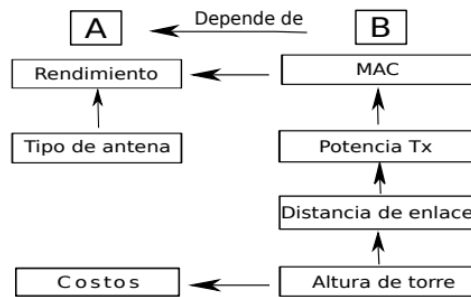 A
Depende de
B
Rendimiento
MAC
Tipo de antena
Potencia Tx
Distancia de enlace
Costos
Altura de torre